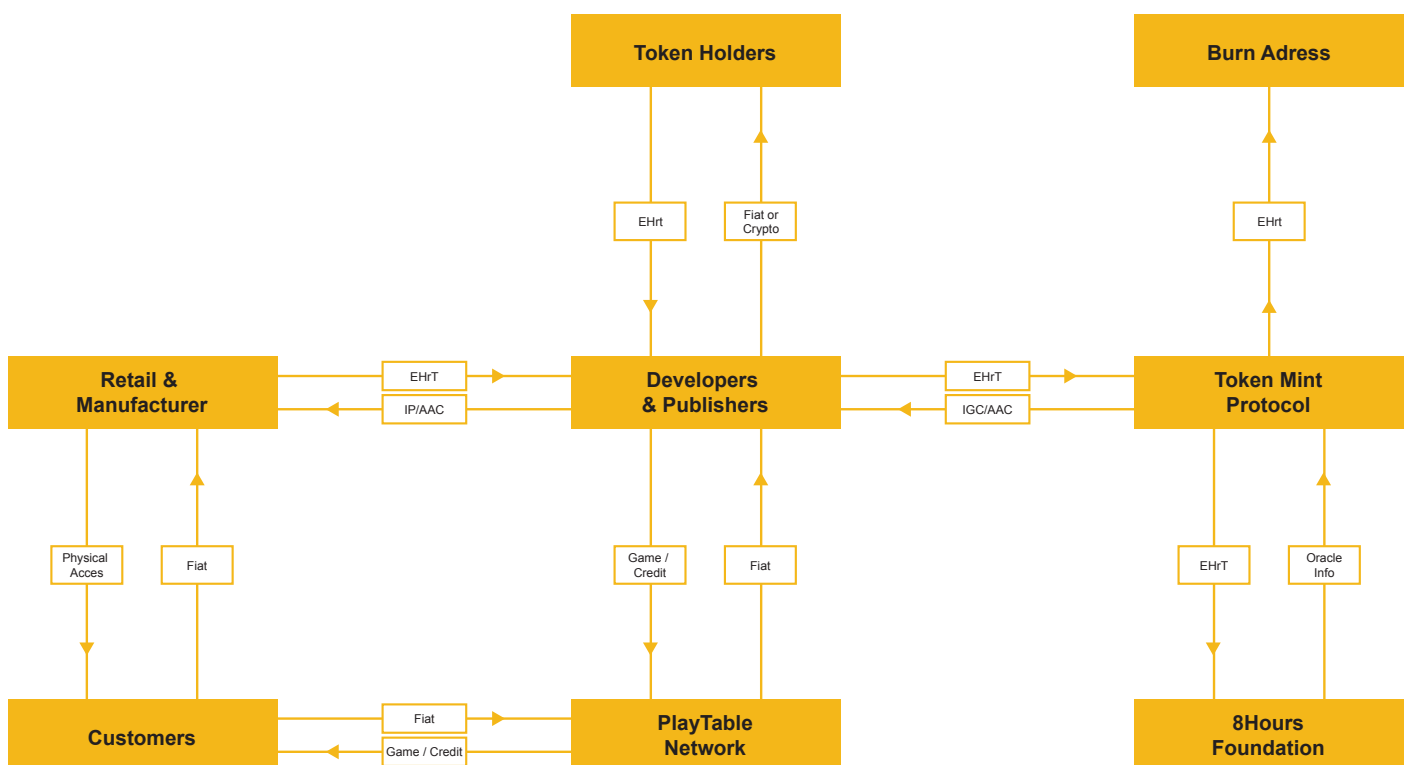 Token Holders
Burn Adress
EHrt
Fiat or
Crypto
EHrt
Retail &
Manufacturer
EHrT
IP/AAC
Developers
& Publishers
EHrT
IGC/AAC
Token Mint
Protocol
Physical
Acces
Fiat
Game /
Credit
Fiat
EHrT
Oracle
Info
Customers
Fiat
Game / Credit
PlayTable
Network
8Hours
Foundation